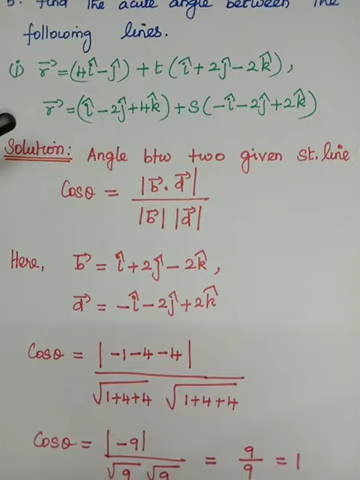 5. Find the acute angle between the
following lines.
(i) r⃗ = (4î - ĵ) + t(î + 2ĵ - 2k̂),
r⃗ = (î - 2ĵ + 4k̂) + s(-î - 2ĵ + 2k̂)
Solution: Angle btw two given st. line
Cosθ = |b⃗ . d⃗| / |b⃗| |d⃗|
Here, b⃗ = î + 2ĵ - 2k̂,
d⃗ = -î - 2ĵ + 2k̂
Cosθ = |-1-4-4| / √1+4+4 √1+4+4
Cosθ = |-9| / √9 √9 = 9/9 = 1